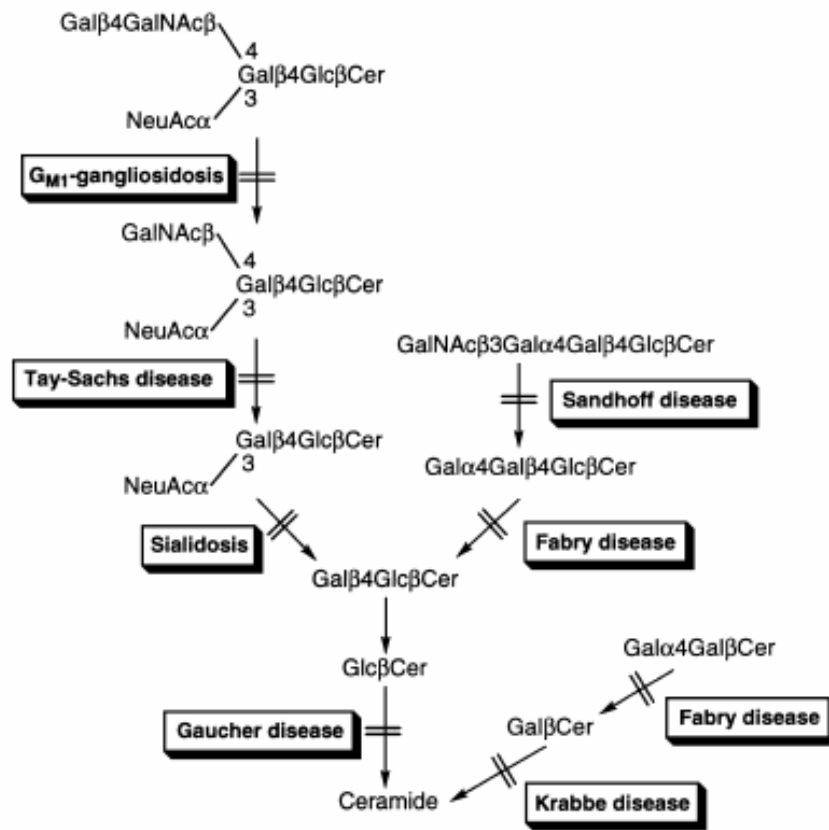 Galβ4GalNAcβ
4
Galβ4GlcβCer
3
NeuAcα
GM1-gangliosidosis
GalNAcβ
4
Galβ4GlcβCer
3
NeuAcα
GalNAcβ3Galα4Galβ4GlcβCer
Tay-Sachs disease
Sandhoff disease
Galβ4GlcβCer
3
NeuAcα
Galα4Galβ4GlcβCer
Sialidosis
Fabry disease
Galβ4GlcβCer
GlcβCer
Galα4GalβCer
Gaucher disease
GalβCer
Fabry disease
Ceramide
Krabbe disease